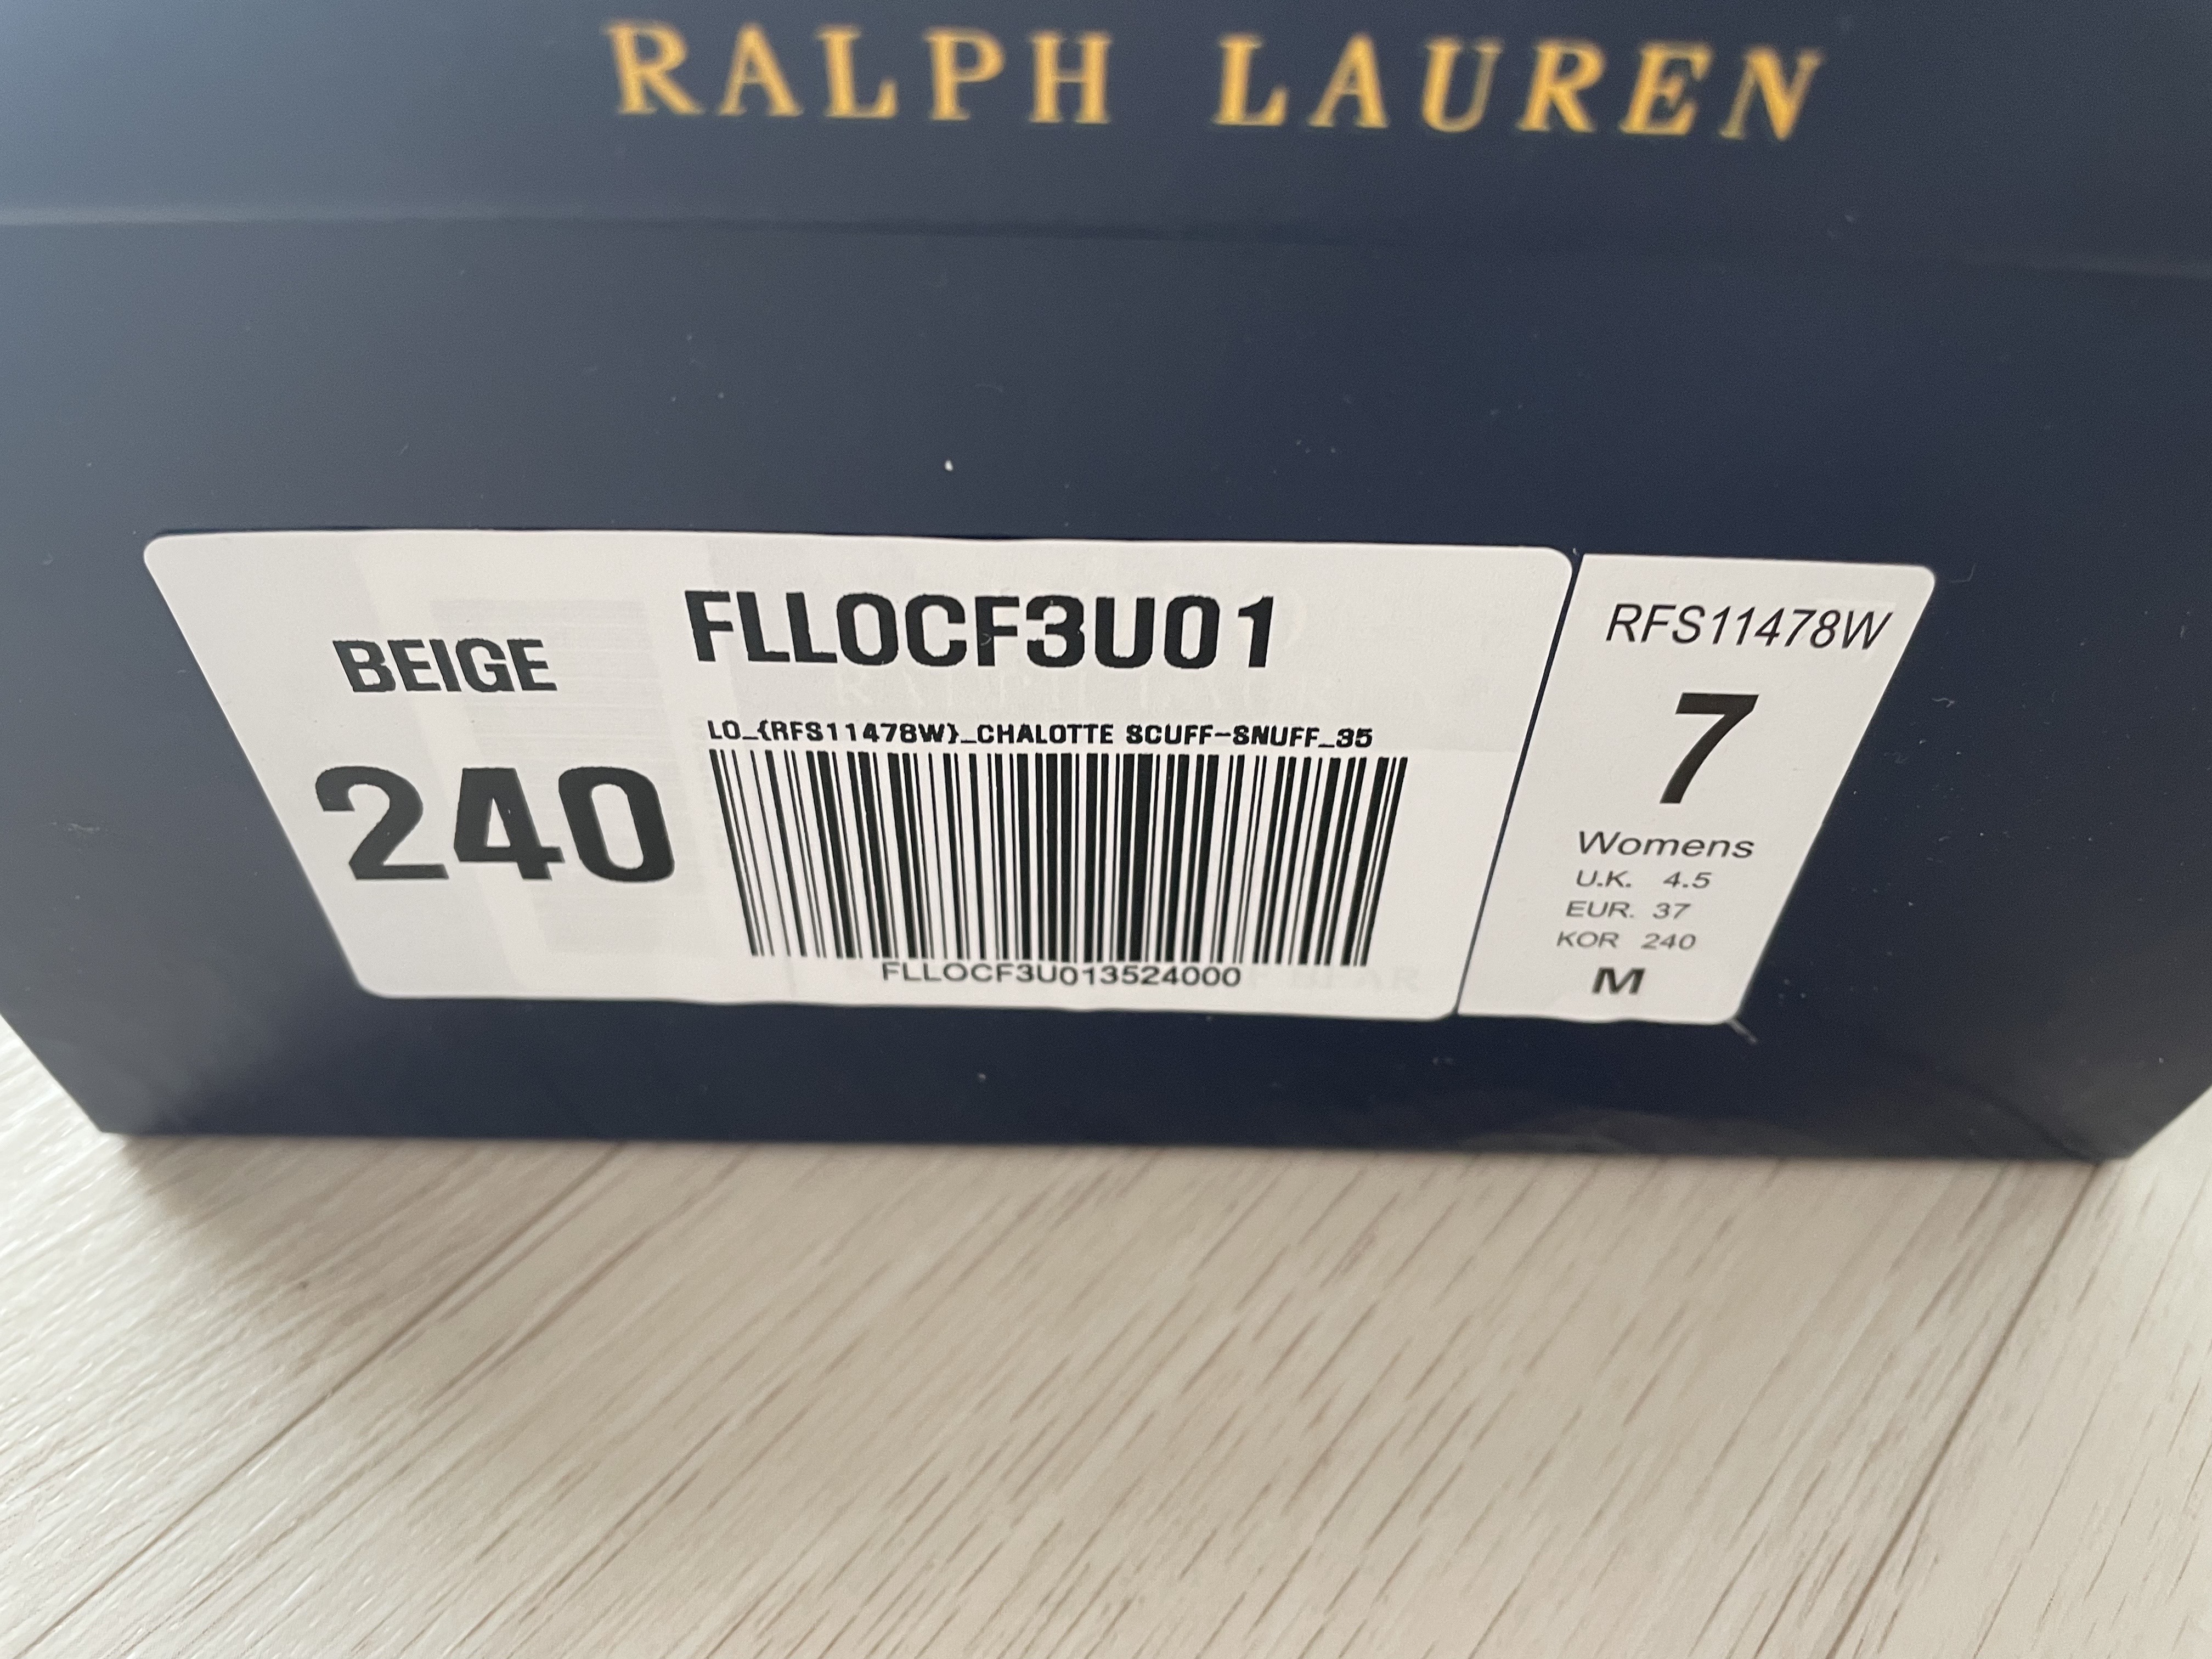 RALPH LAUREN
BEIGE
240
FLLOCF3U01
LO_{RFS11478W}_CHALOTTE SCUFF-SNUFF_35
FLLOCF3U013524000
RFS11478W
7
Womens
U.K. 4.5
EUR. 37
KOR 240
M